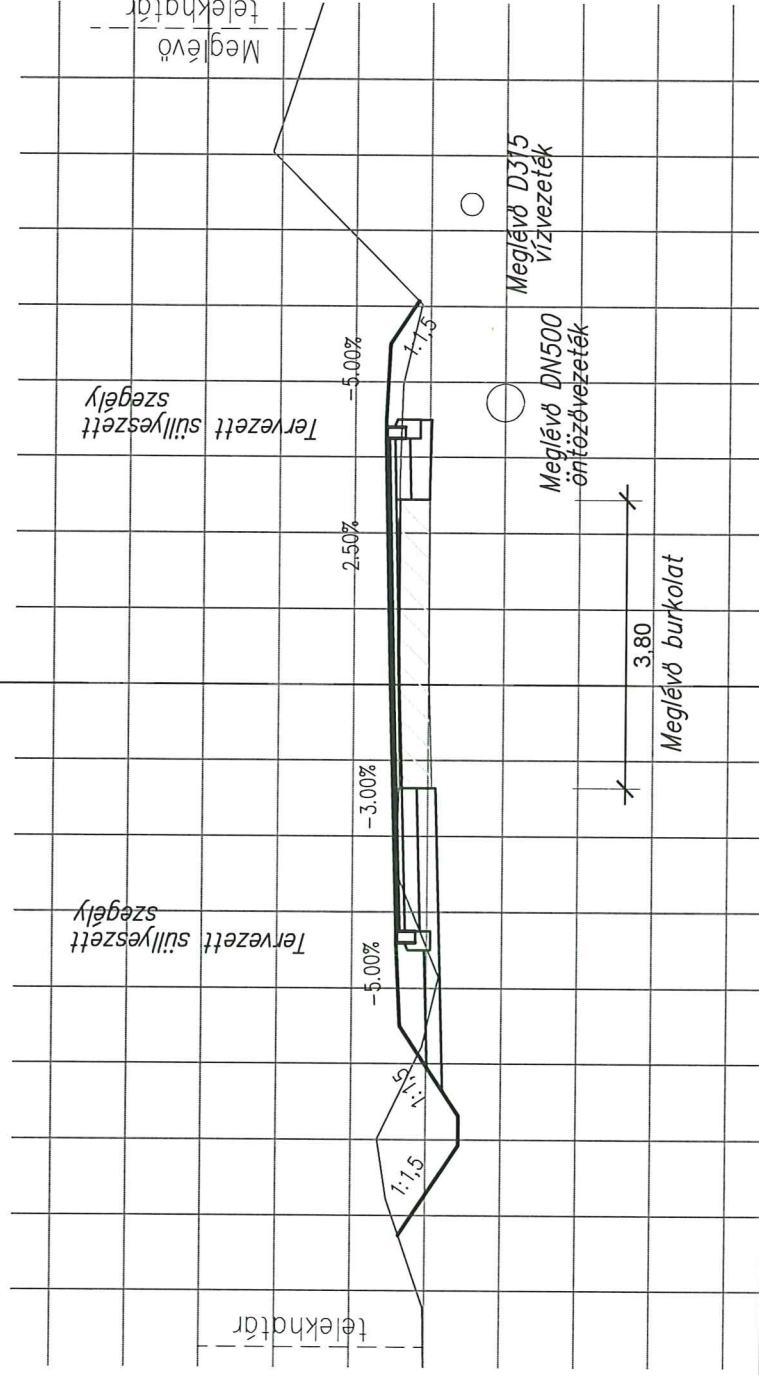 Meglévő
telekhatár
Meglévő D315
vízvezeték
1:1,5
-5.00%
Tervezett süllyesztett
szegély
Meglévő DN500
öntözővezeték
2.50%
3,80
Meglévő burkolat
-3.00%
Tervezett süllyesztett
szegély
-5.00%
1:1,5
1:1,5
telekhatár